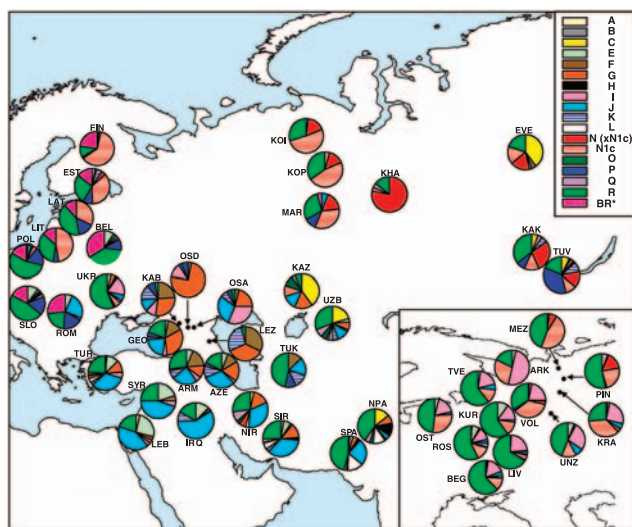 A
B
C
E
F
G
H
I
J
K
L
N (xN1c)
N1c
O
P
Q
R
BR*
FIN
EST
LAT
LIT
POL
BEL
UKR
SLO
ROM
KOI
KOP
KHA
MAR
EVE
KAK
TUV
OSD
KAB
OSA
KAZ
UZB
GEO
LEZ
TUR
ARM
AZE
TUK
SYR
LEB
IRQ
NIR
SIR
SPA
NPA
MEZ
ARK
TVE
PIN
KUR
VOL
OST
KRA
ROS
UNZ
LIV
BEG